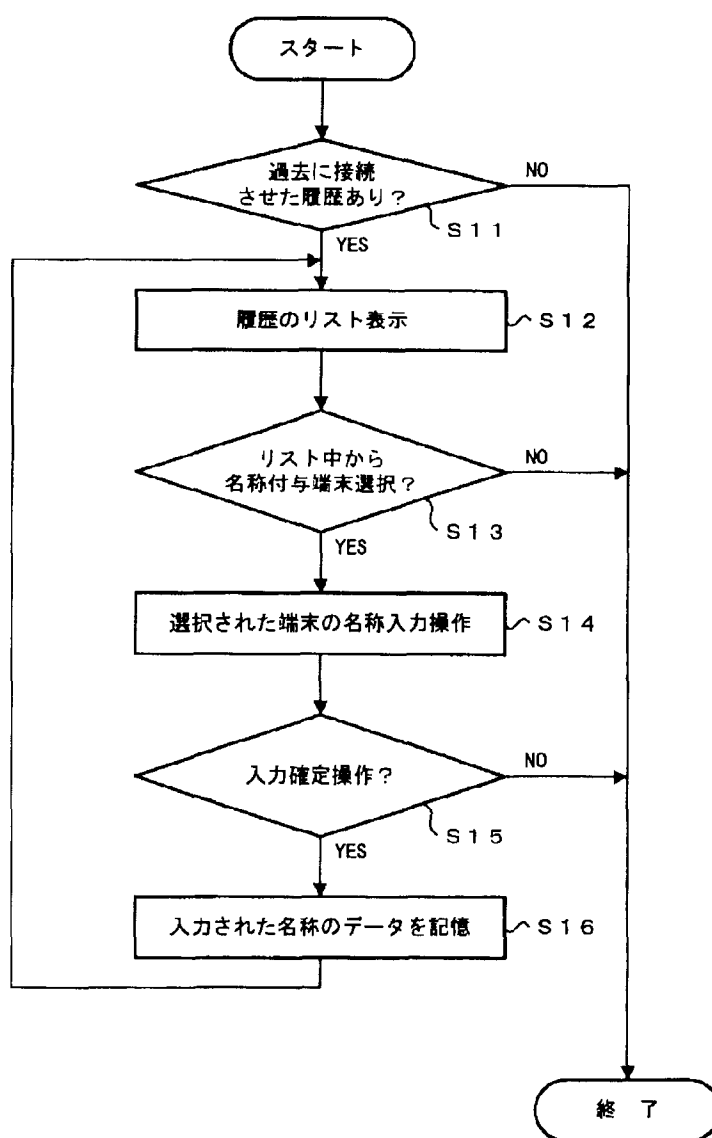 スタート
過去に接続
させた履歴あり？
NO
S11
YES
履歴のリスト表示
S12
リスト中から
名称付与端末選択？
NO
S13
YES
選択された端末の名称入力操作
S14
入力確定操作？
NO
S15
YES
入力された名称のデータを記憶
S16
終 了